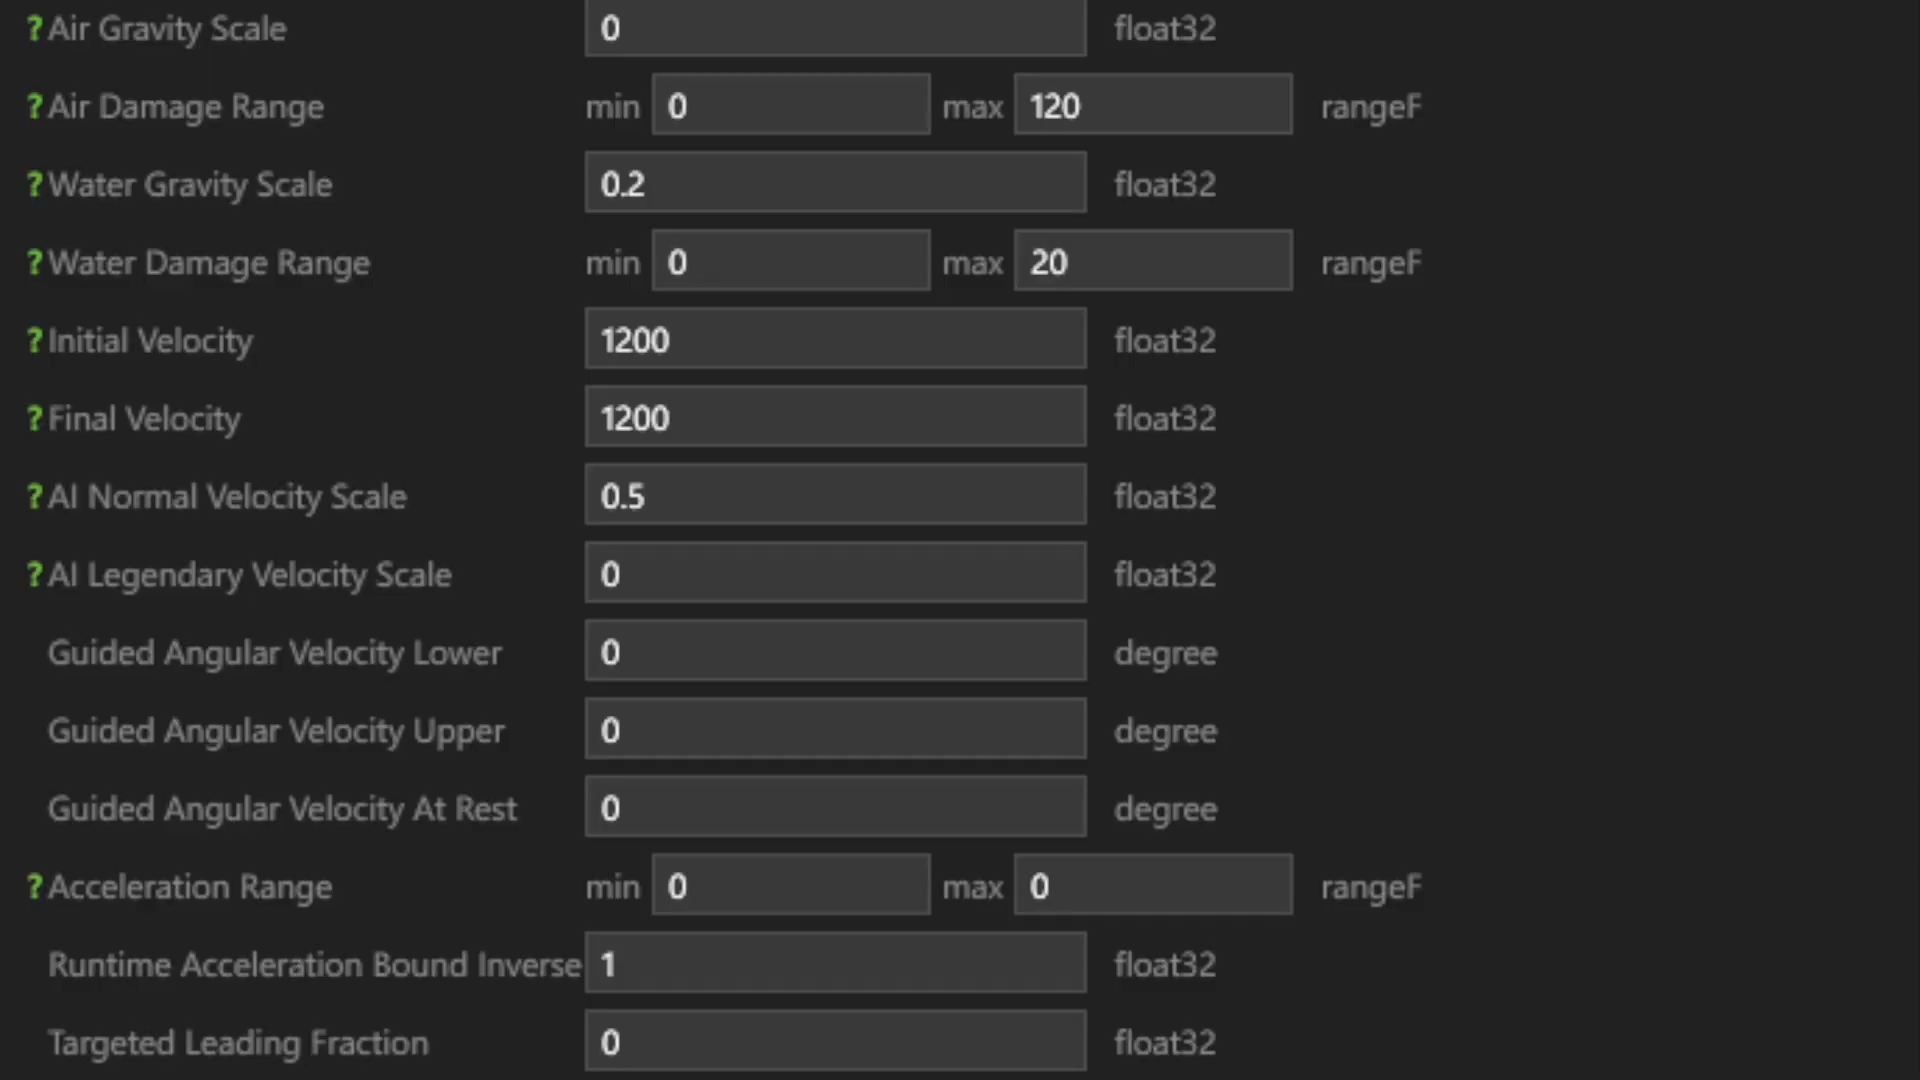 ? Air Gravity Scale 0 float32
? Air Damage Range min 0 max 120 rangeF
? Water Gravity Scale 0.2 float32
? Water Damage Range min 0 max 20 rangeF
? Initial Velocity 1200 float32
? Final Velocity 1200 float32
? AI Normal Velocity Scale 0.5 float32
? AI Legendary Velocity Scale 0 float32
Guided Angular Velocity Lower 0 degree
Guided Angular Velocity Upper 0 degree
Guided Angular Velocity At Rest 0 degree
? Acceleration Range min 0 max 0 rangeF
Runtime Acceleration Bound Inverse 1 float32
Targeted Leading Fraction 0 float32